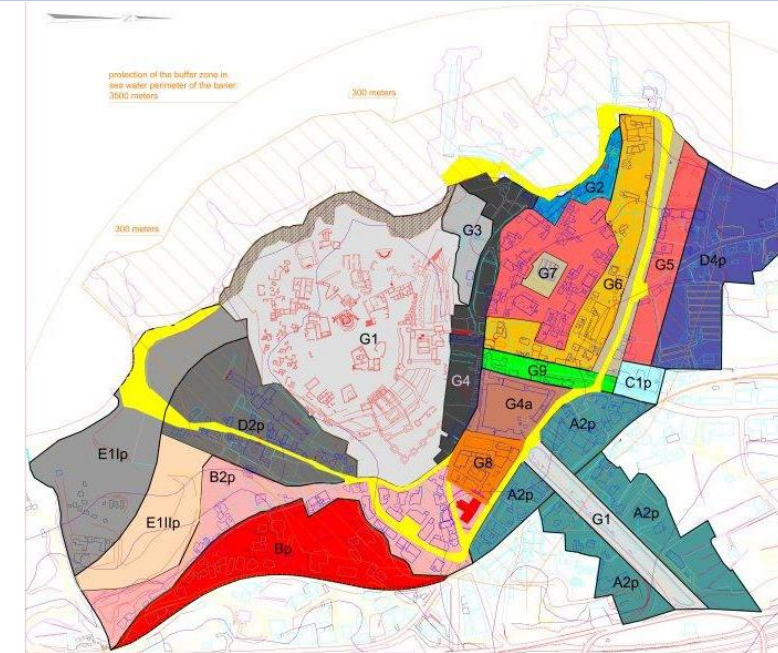 protection of the buffer zone in
see water perimeter of the barier
3500 meters
300 meters
300 meters
G2
G3
G7
G5
D4p
G6
G1
G9
G4
C1p
G4a
A2p
D2p
E1Ip
G8
B2p
A2p
E1IIp
G1
A2p
Bp
A2p